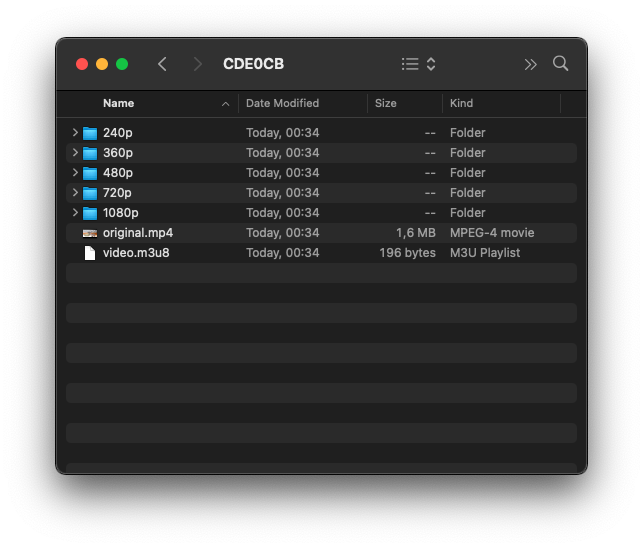 CDE0CB
Name Date Modified Size Kind
240p Today, 00:34 -- Folder
360p Today, 00:34 -- Folder
480p Today, 00:34 -- Folder
720p Today, 00:34 -- Folder
1080p Today, 00:34 -- Folder
original.mp4 Today, 00:34 1,6 MB MPEG-4 movie
video.m3u8 Today, 00:34 196 bytes M3U Playlist